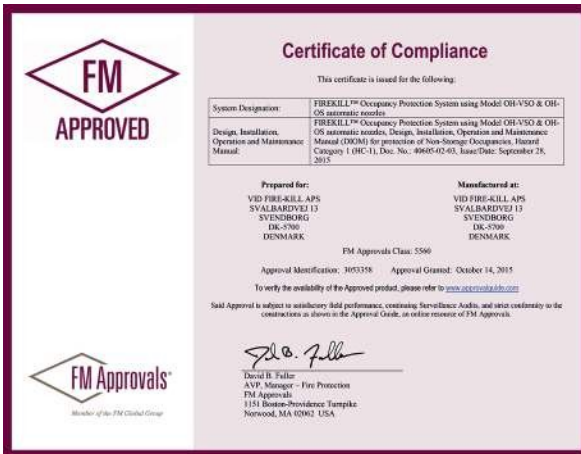 FM
APPROVED
Certificate of Compliance
This certificate is issued for the following:
System Designation:
FIREKILL™ Occupancy Protection System using Model OH-VSO & OH-
OS automatic nozzles
Design, Installation,
Operation and Maintenance
Manual:
FIREKILL™ Occupancy Protection System using Model OH-VSO & OH-
OS automatic nozzles, Design, Installation, Operation and Maintenance
Manual (DIOM) for protection of Non-Storage Occupancies, Hazard
Category 1 (HC-1), Doc. No.: 40605-02-03, Issue/Date: September 28,
2015
Prepared for:
VID FIRE-KILL APS
SVALBARDVEJ 13
SVENDBORG
DK-5700
DENMARK
Manufactured at:
VID FIRE-KILL APS
SVALBARDVEJ 13
SVENDBORG
DK-5700
DENMARK
FM Approvals Class: 5560
Approval Identification: 3053358 Approval Granted: October 14, 2015
To verify the availability of the Approved product, please refer to www.approvalguide.com
Said Approval is subject to satisfactory field performance, continuing Surveillance Audits, and strict conformity to the
constructions as shown in the Approval Guide, an online resource of FM Approvals.
David B. Fuller
AVP, Manager – Fire Protection
FM Approvals
1151 Boston-Providence Turnpike
Norwood, MA 02062 USA
FM Approvals®
Member of the FM Global Group